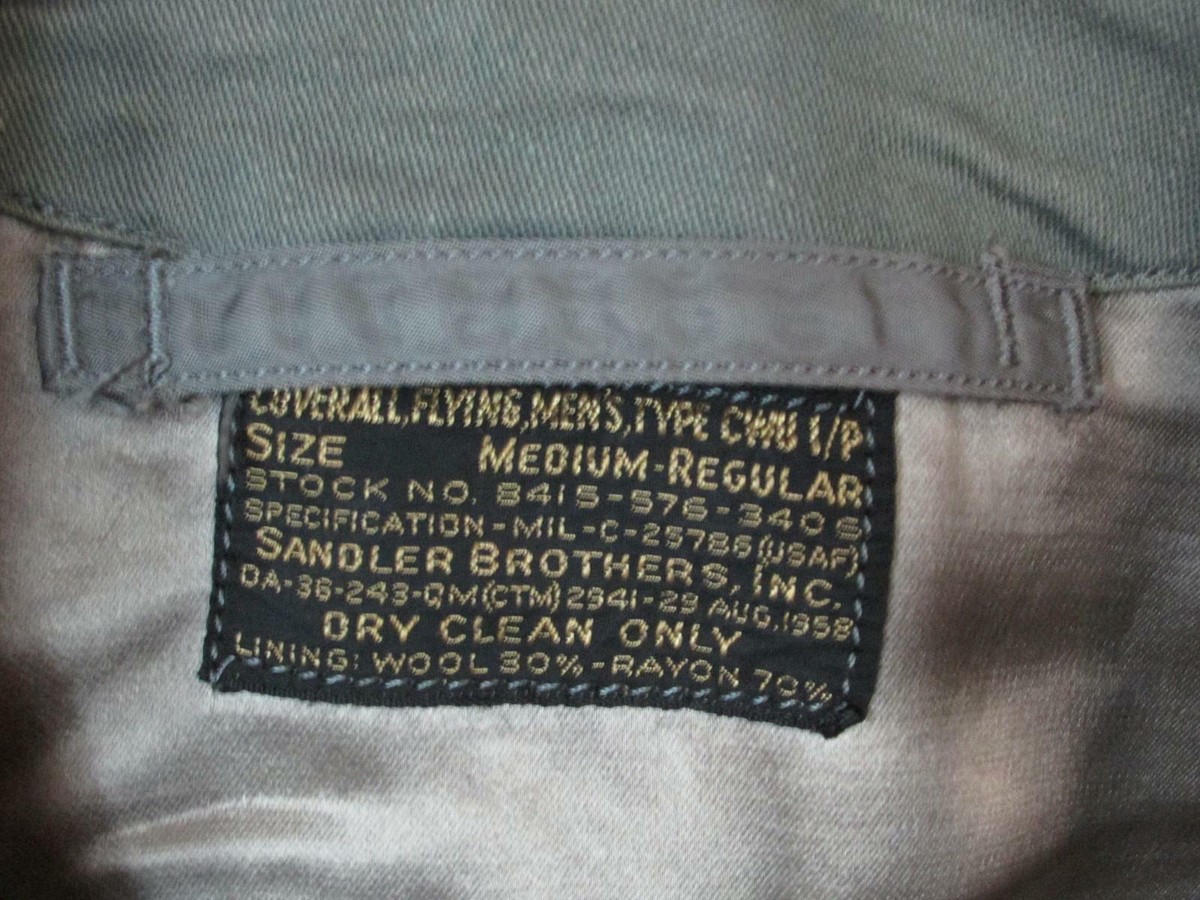 COVERALL, FLYING, MEN'S, TYPE CWU 1/P
SIZE MEDIUM-REGULAR
STOCK NO. 8415-576-3406
SPECIFICATION-MIL-C-25786 (USAF)
SANDLER BROTHERS, INC.
DA-36-243-QM(CTM)2941-29 AUG, 1958
DRY CLEAN ONLY
LINING: WOOL 30%-RAYON 70%